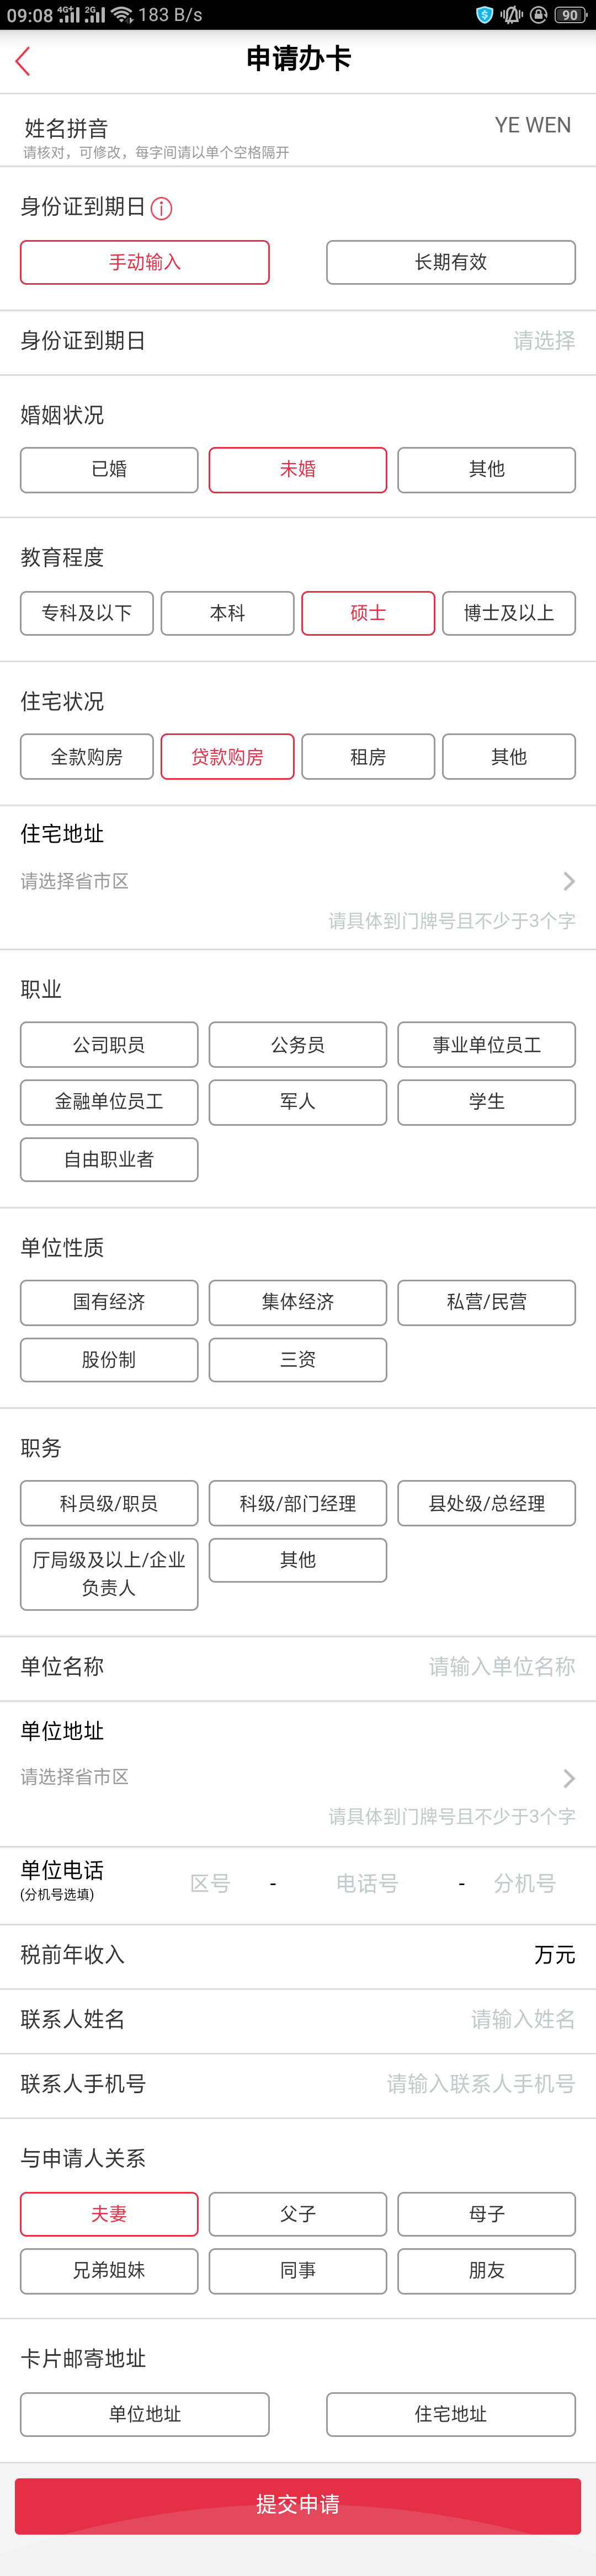 09:08 4G+ 2G 183 B/s 90
申请办卡
姓名拼音 YE WEN
请核对，可修改，每字间请以单个空格隔开
身份证到期日
手动输入 长期有效
身份证到期日 请选择
婚姻状况
已婚 未婚 其他
教育程度
专科及以下 本科 硕士 博士及以上
住宅状况
全款购房 贷款购房 租房 其他
住宅地址
请选择省市区
请具体到门牌号且不少于3个字
职业
公司职员 公务员 事业单位员工
金融单位员工 军人 学生
自由职业者
单位性质
国有经济 集体经济 私营/民营
股份制 三资
职务
科员级/职员 科级/部门经理 县处级/总经理
厅局级及以上/企业 其他
负责人
单位名称 请输入单位名称
单位地址
请选择省市区
请具体到门牌号且不少于3个字
单位电话 区号 - 电话号 - 分机号
(分机号选填)
税前年收入 万元
联系人姓名 请输入姓名
联系人手机号 请输入联系人手机号
与申请人关系
夫妻 父子 母子
兄弟姐妹 同事 朋友
卡片邮寄地址
单位地址 住宅地址
提交申请